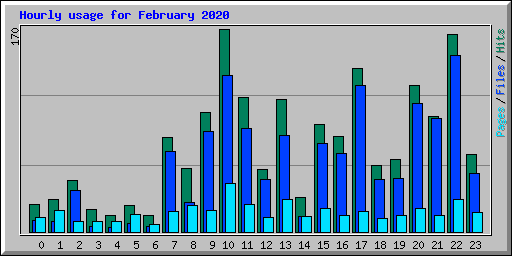 Hourly usage for February 2020
170
Pages/Files/Hits
0 1 2 3 4 5 6 7 8 9 10 11 12 13 14 15 16 17 18 19 20 21 22 23